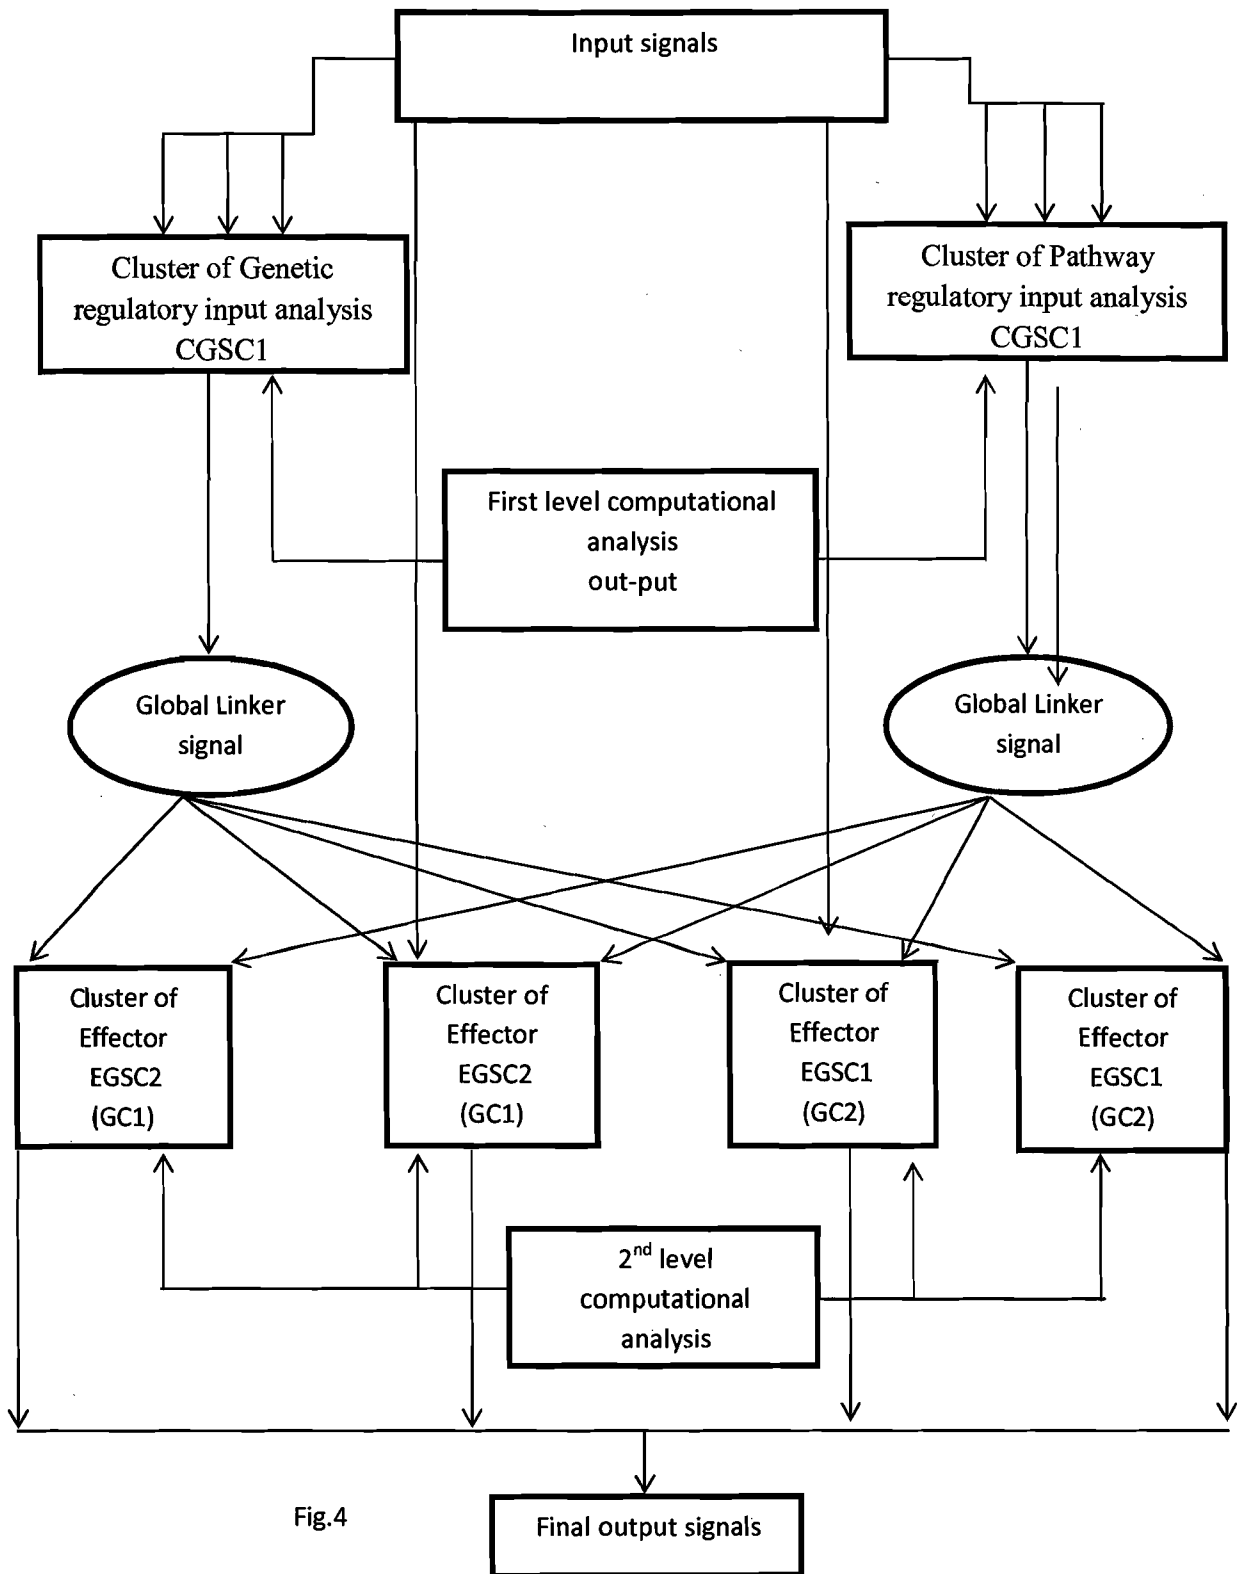 Input signals
Cluster of Genetic
regulatory input analysis
CGSC1
Cluster of Pathway
regulatory input analysis
CGSC1
First level computational
analysis
out-put
Global Linker
signal
Global Linker
signal
Cluster of
Effector
EGSC2
(GC1)
Cluster of
Effector
EGSC2
(GC1)
Cluster of
Effector
EGSC1
(GC2)
Cluster of
Effector
EGSC1
(GC2)
2nd level
computational
analysis
Fig.4
Final output signals